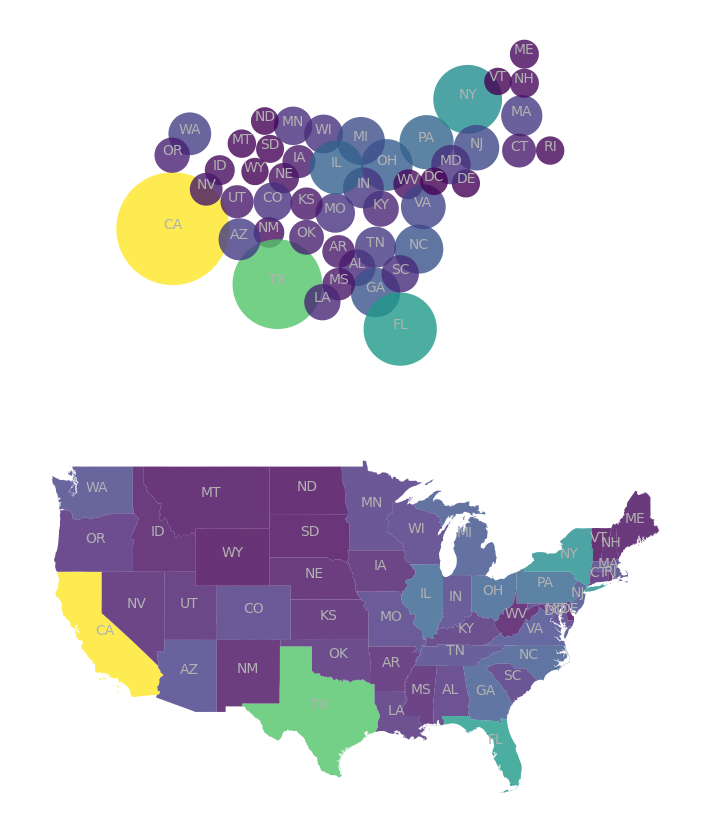 ME
VT NH
NY
MA
ND MN WI MI PA NJ CT RI
WA
OR
MT SD IA IL OH MD
ID WY NE IN WV DC DE
NV
UT CO KS MO KY VA
CA
AZ NM OK AR TN NC
TX MS AL SC
LA GA
FL
WA MT ND MN ME
OR ID WY SD WI MI VT NH
NY MA
NE IA CT RI
NV UT CO IL IN OH PA NJ
KS MO KY WV VA DE
CA
AZ NM OK AR TN NC
SC
TX LA MS AL GA
FL